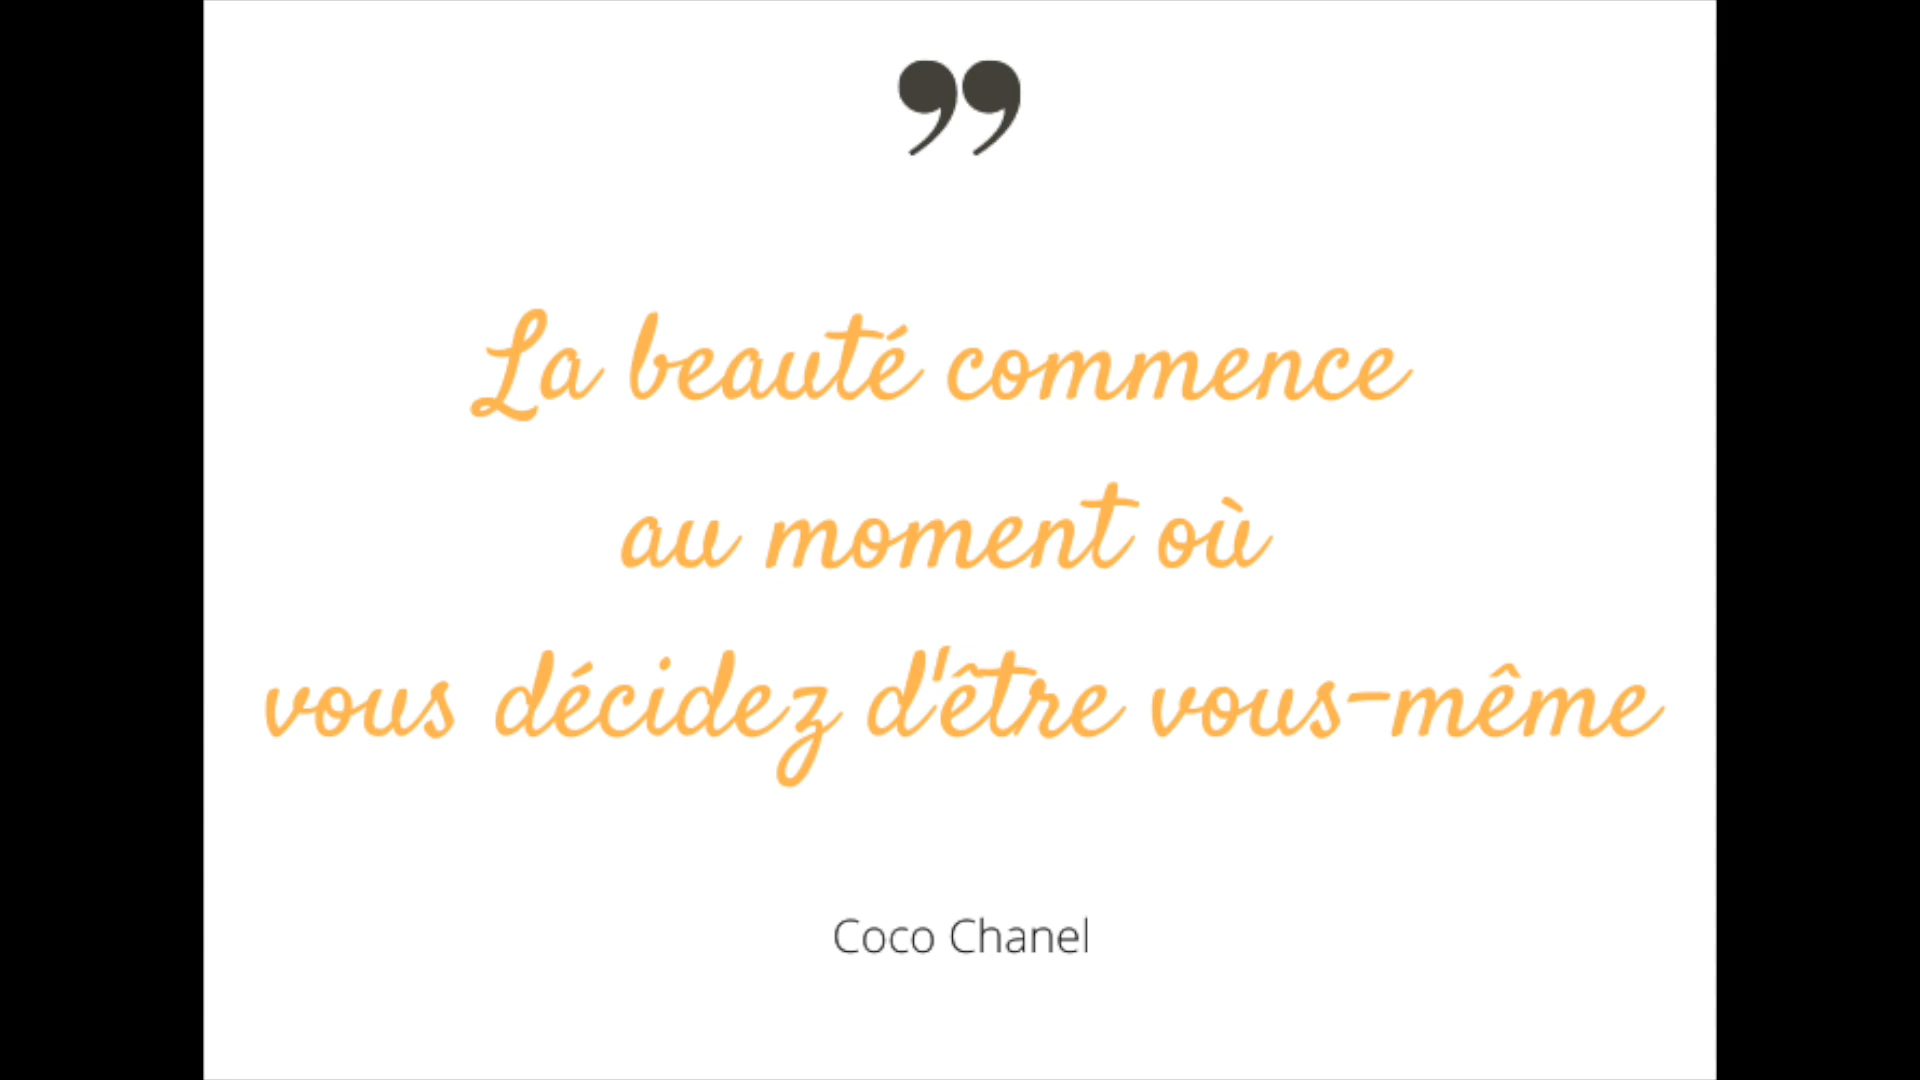 ”
La beauté commence
au moment où
vous décidez d'être vous-même
Coco Chanel